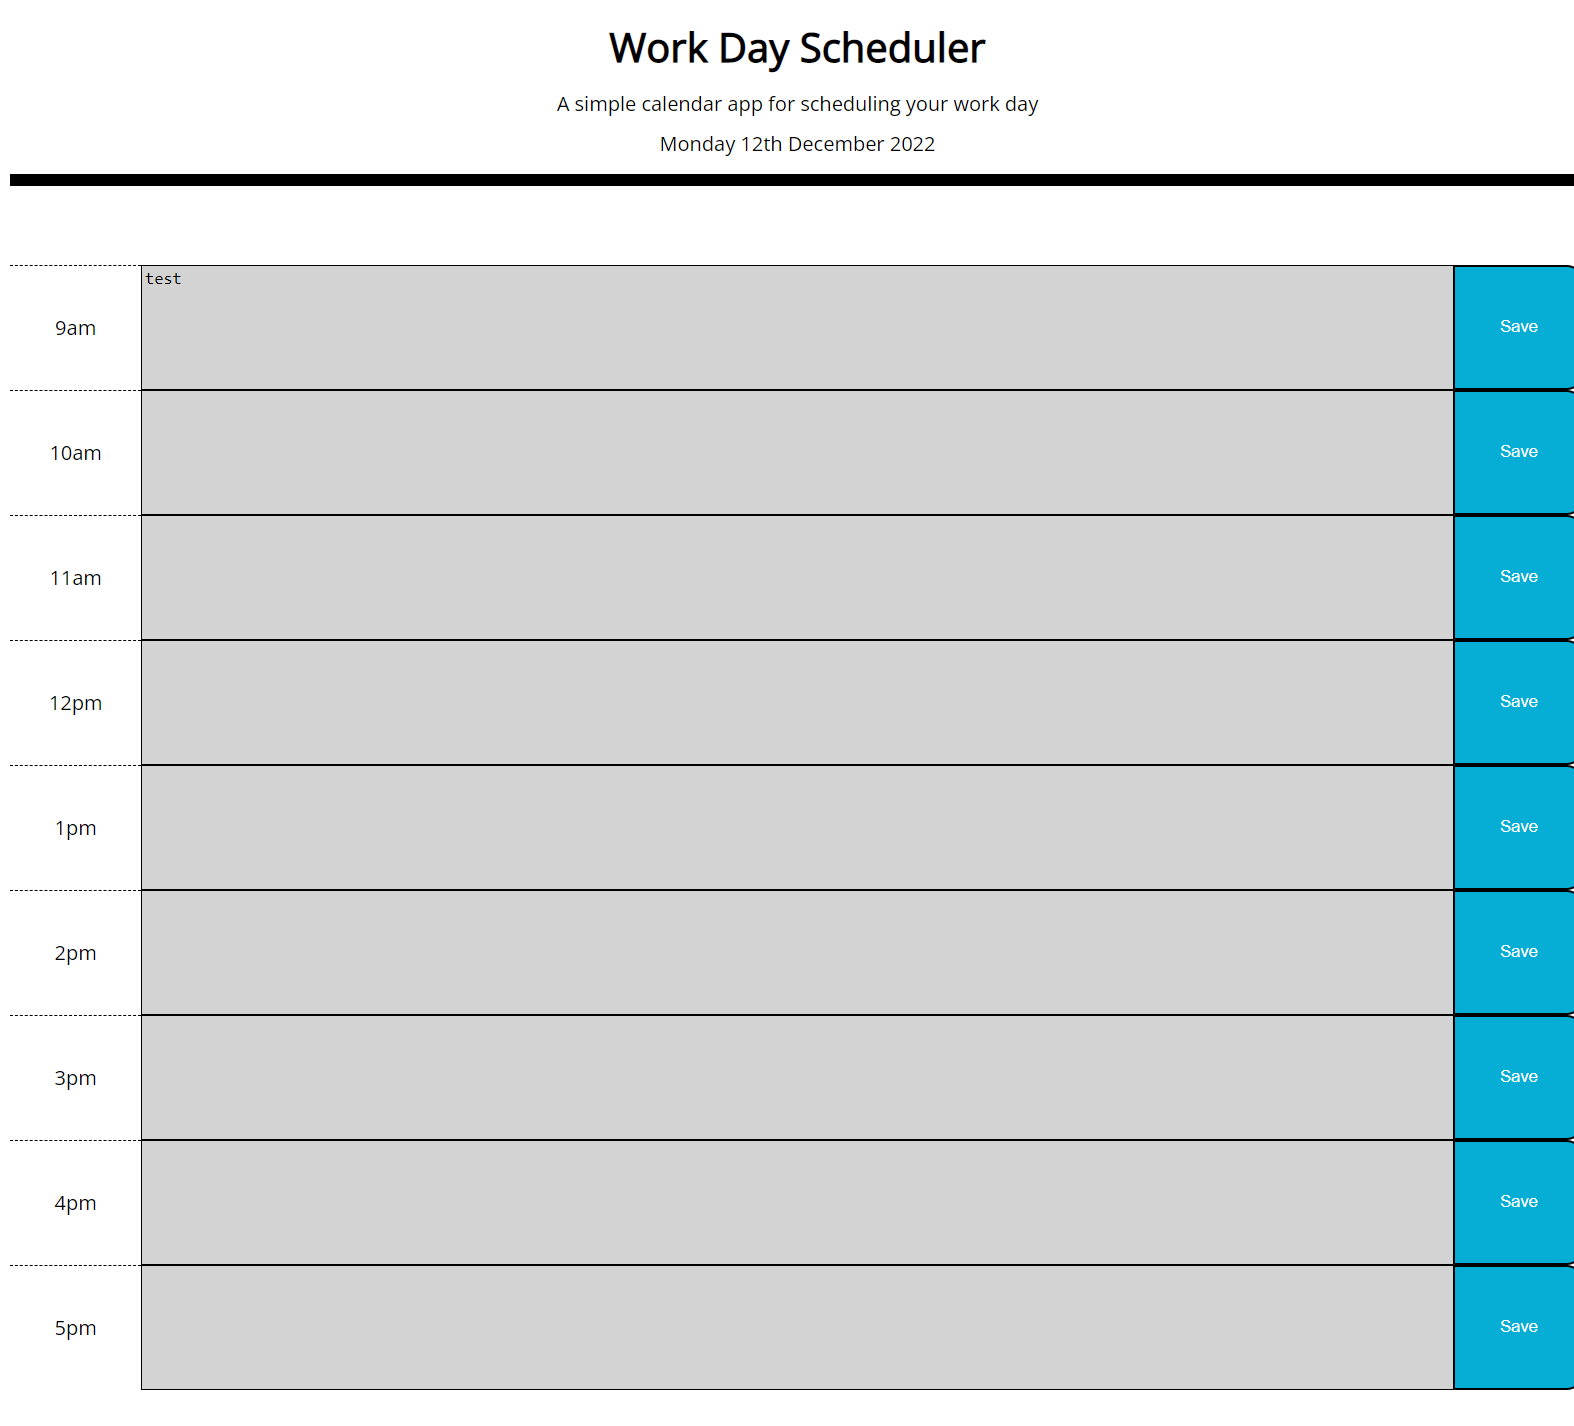 Work Day Scheduler
A simple calendar app for scheduling your work day
Monday 12th December 2022
test
9am Save
10am Save
11am Save
12pm Save
1pm Save
2pm Save
3pm Save
4pm Save
5pm Save